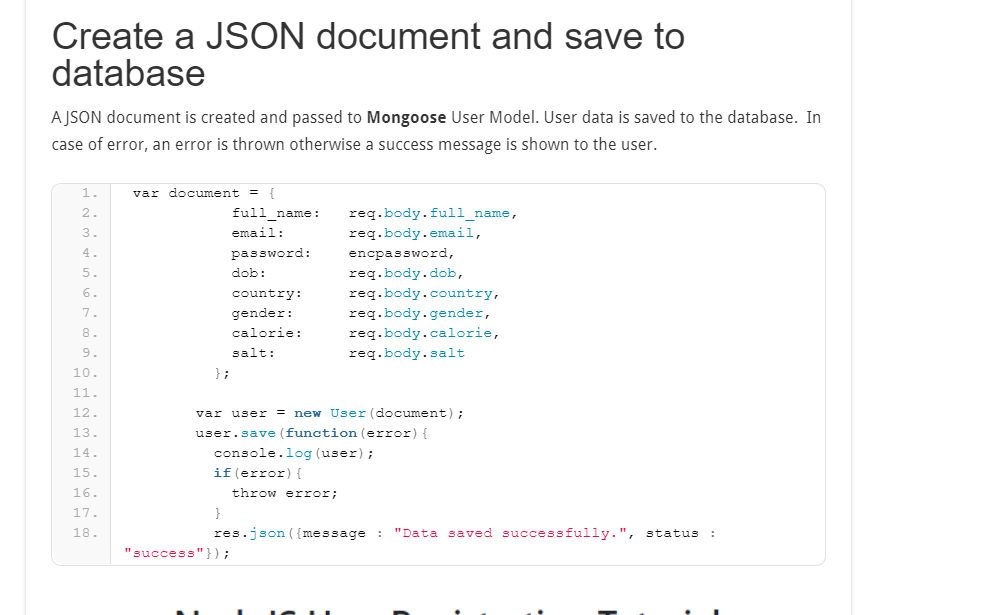 Create a JSON document and save to
database
A JSON document is created and passed to Mongoose User Model. User data is saved to the database. In
case of error, an error is thrown otherwise a success message is shown to the user.
1. var document = {
2. full_name: req.body.full_name,
3. email: req.body.email,
4. password: encpassword,
5. dob: req.body.dob,
6. country: req.body.country,
7. gender: req.body.gender,
8. calorie: req.body.calorie,
9. salt: req.body.salt
10. };
11.
12. var user = new User(document);
13. user.save(function(error){
14. console.log(user);
15. if(error){
16. throw error;
17. }
18. res.json({message : "Data saved successfully.", status :
"success"});